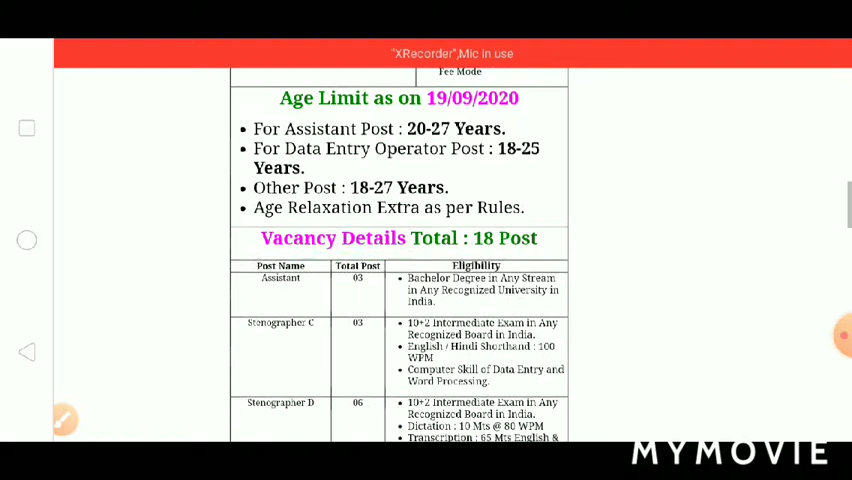 "XRecorder",Mic in use
Fee Mode
Age Limit as on 19/09/2020
• For Assistant Post : 20-27 Years.
• For Data Entry Operator Post : 18-25
Years.
• Other Post : 18-27 Years.
• Age Relaxation Extra as per Rules.
Vacancy Details Total : 18 Post
Post Name Total Post Eligibility
Assistant 03 • Bachelor Degree in Any Stream
in Any Recognized University in
India.
Stenographer C 03 • 10+2 Intermediate Exam in Any
Recognized Board in India.
• English / Hindi Shorthand : 100
WPM
• Computer Skill of Data Entry and
Word Processing.
Stenographer D 06 • 10+2 Intermediate Exam in Any
Recognized Board in India.
• Dictation : 10 Mts @ 80 WPM
• Transcription : 65 Mts English &
MYMOVIE